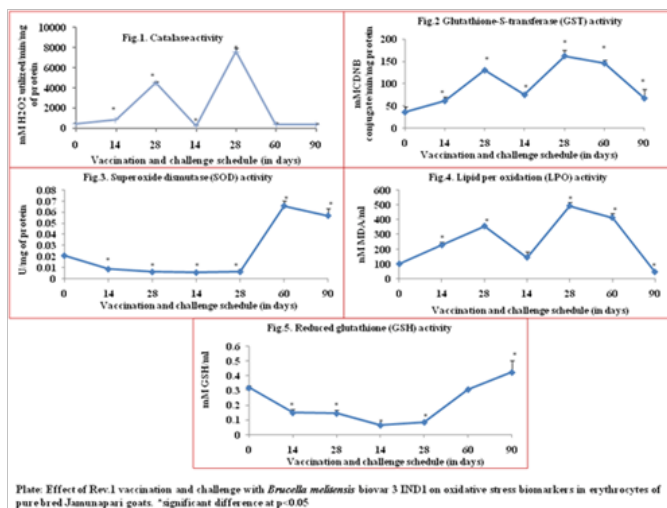 Fig.1. Catalase activity
mM H2O2 utilized/min/mg
of protein
10000
8000
6000
4000
2000
0
* * * *
0 14 28 14 28 60 90
Vaccination and challenge schedule (in days)
Fig.2 Glutathione-S-transferase (GST) activity
mMCDNB
conjugate/min/mg protein
200
150
100
50
0
* * * * * *
0 14 28 14 28 60 90
Vaccination and challenge schedule (in days)
Fig.3. Superoxide dismutase (SOD) activity
U/mg of protein
0.08
0.07
0.06
0.05
0.04
0.03
0.02
0.01
0
* * * * * *
0 14 28 14 28 60 90
Vaccination and challenge schedule (in days)
Fig.4. Lipid per oxidation (LPO) activity
nM MDA/ml
600
500
400
300
200
100
0
* * * * * *
0 14 28 14 28 60 90
Vaccination and challenge schedule (in days)
Fig.5. Reduced glutathione (GSH) activity
mM GSH/ml
0.6
0.5
0.4
0.3
0.2
0.1
0
* * * * *
0 14 28 14 28 60 90
Vaccination and challenge schedule (in days)
Plate: Effect of Rev.1 vaccination and challenge with Brucella melitensis biovar 3 IND1 on oxidative stress biomarkers in erythrocytes of
pure bred Jamunapari goats. *significant difference at p<0.05